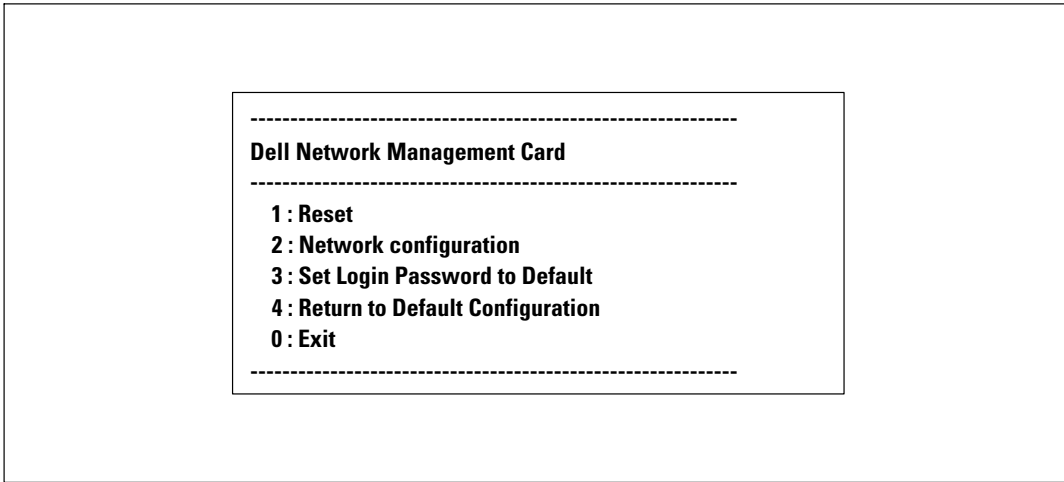 ------------------------------------------------------------
Dell Network Management Card
------------------------------------------------------------
1 : Reset
2 : Network configuration
3 : Set Login Password to Default
4 : Return to Default Configuration
0 : Exit
------------------------------------------------------------